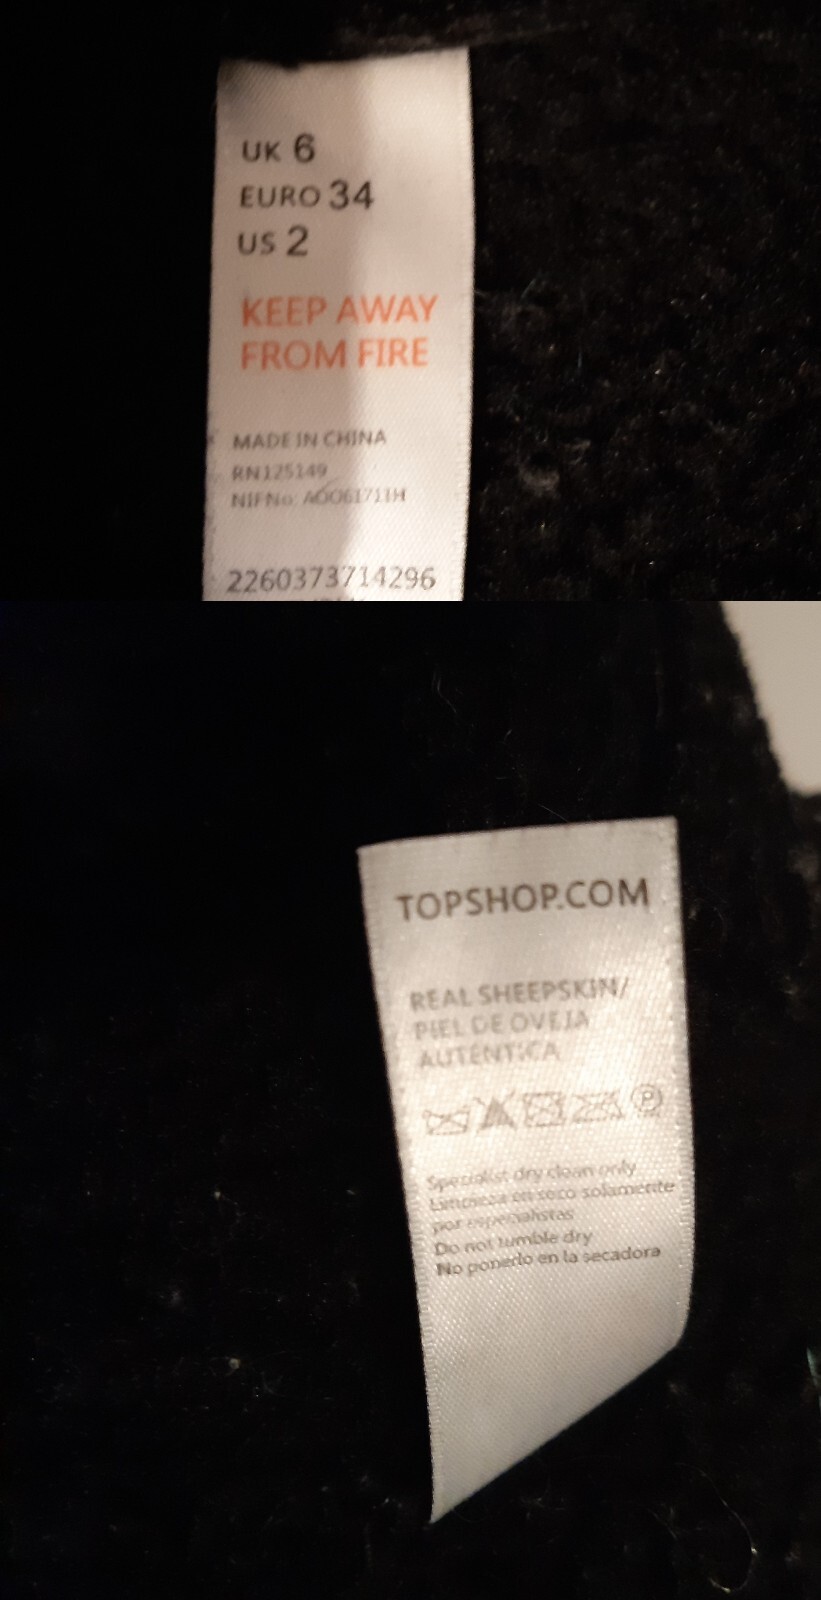 UK 6
EURO 34
US 2
KEEP AWAY
FROM FIRE
MADE IN CHINA
RN125149
NIFNo: A0061711H
2260373714296
TOPSHOP.COM
REAL SHEEPSKIN/
PIEL DE OVEJA
AUTENTICA
P
Specialist dry clean only
Limpieza en seco solamente
por especialistas
Do not tumble dry
No ponerlo en la secadora